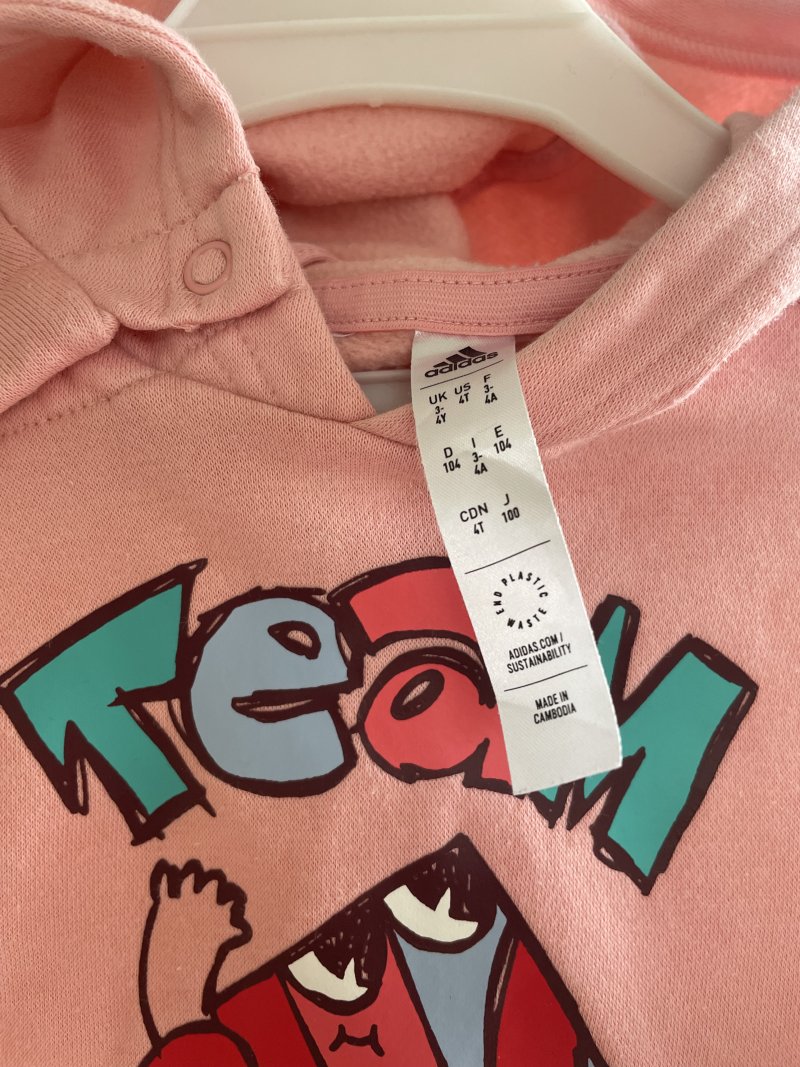 adidas
UK US F
3-4Y 4T 3-4A
D I E
104 3-4A 104
CDN J
4T 100
END PLASTIC WASTE
ADIDAS.COM/
SUSTAINABILITY
MADE IN
CAMBODIA
TeaM